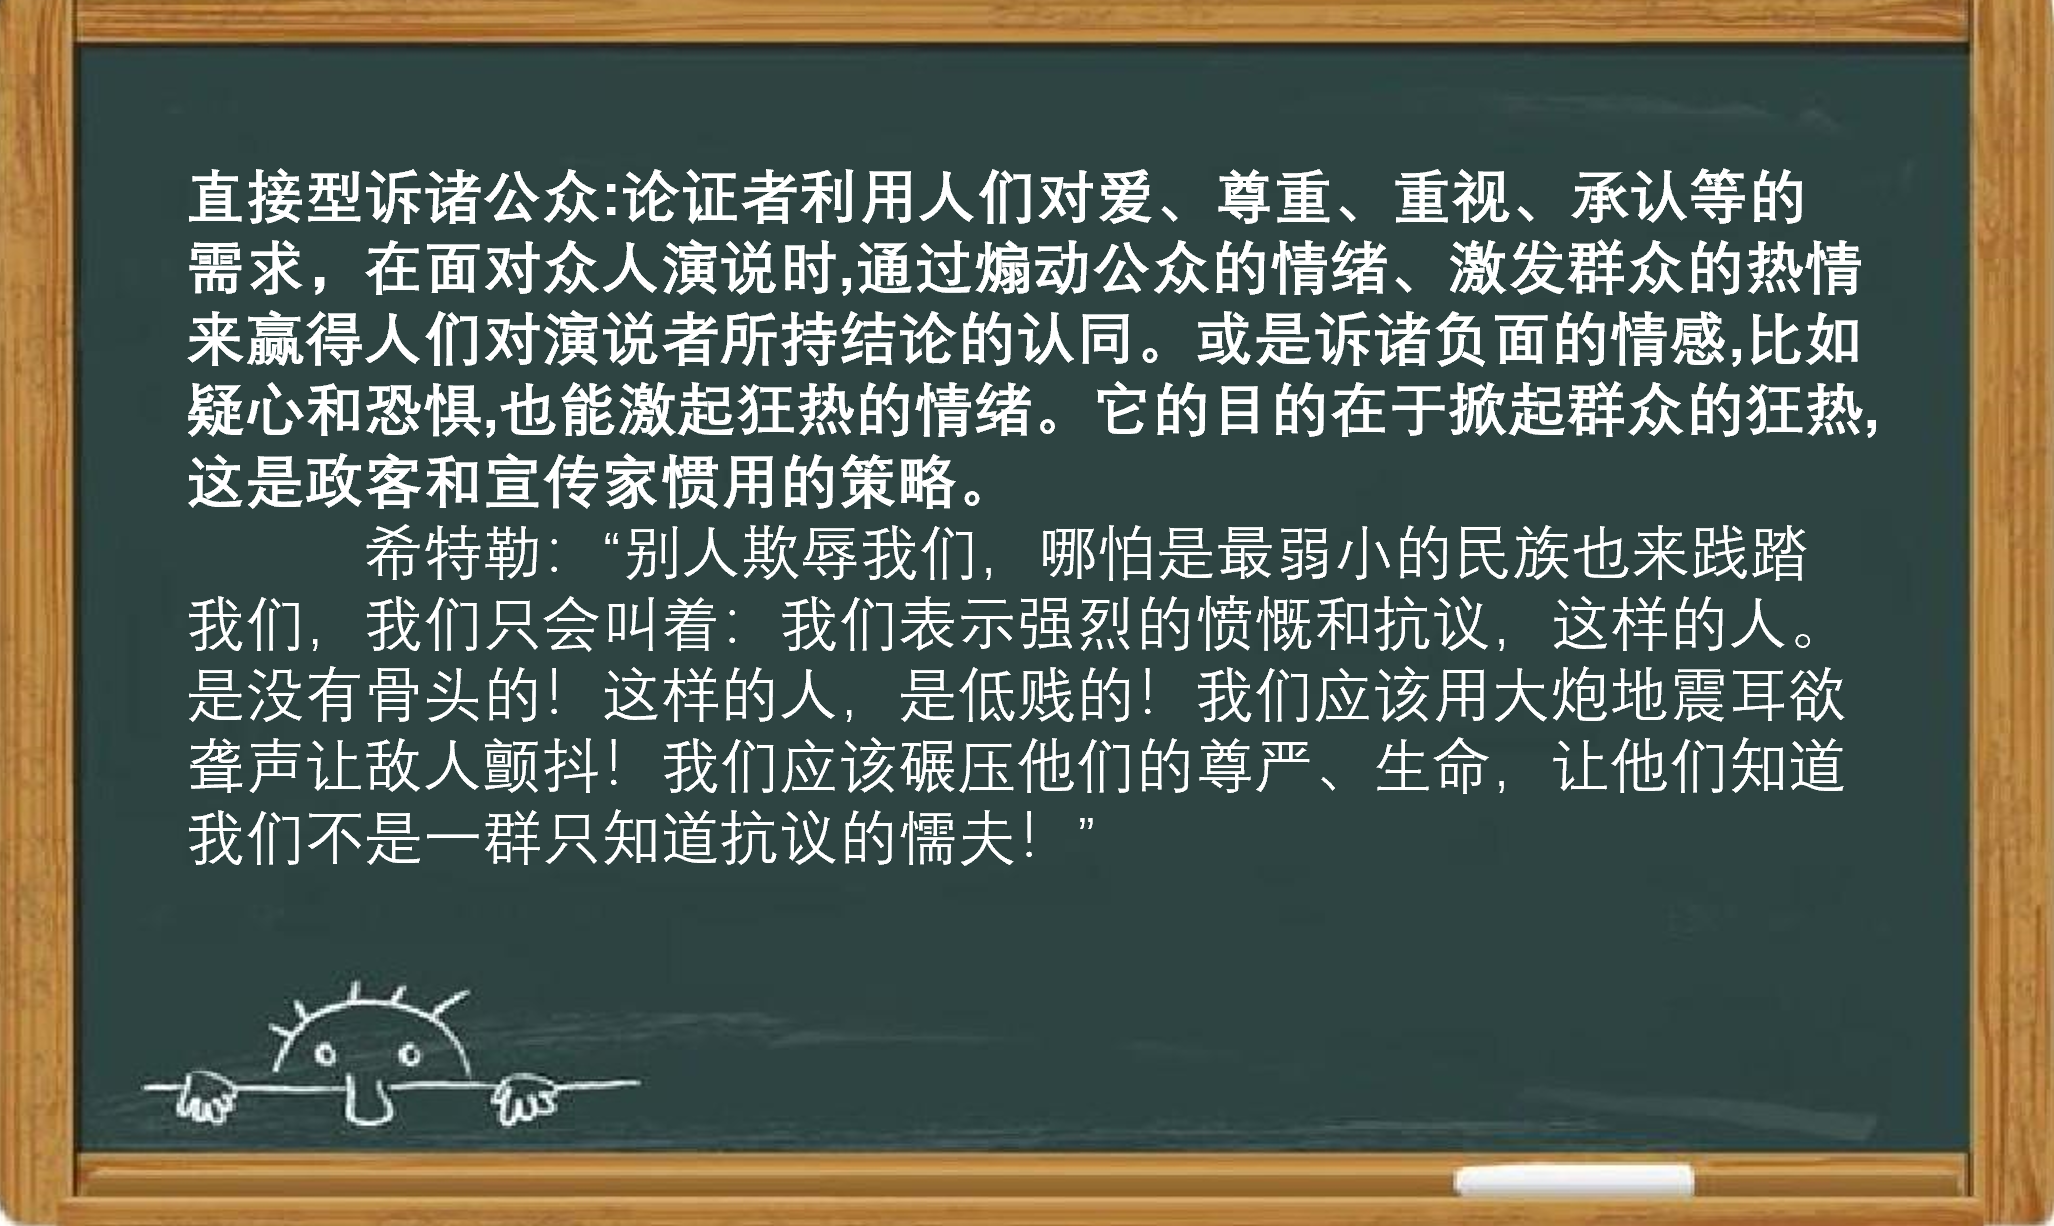 直接型诉诸公众:论证者利用人们对爱、尊重、重视、承认等的
需求，在面对众人演说时,通过煽动公众的情绪、激发群众的热情
来赢得人们对演说者所持结论的认同。或是诉诸负面的情感,比如
疑心和恐惧,也能激起狂热的情绪。它的目的在于掀起群众的狂热,
这是政客和宣传家惯用的策略。
希特勒：“别人欺辱我们，哪怕是最弱小的民族也来践踏
我们，我们只会叫着：我们表示强烈的愤慨和抗议，这样的人。
是没有骨头的！这样的人，是低贱的！我们应该用大炮地震耳欲
聋声让敌人颤抖！我们应该碾压他们的尊严、生命，让他们知道
我们不是一群只知道抗议的懦夫！”